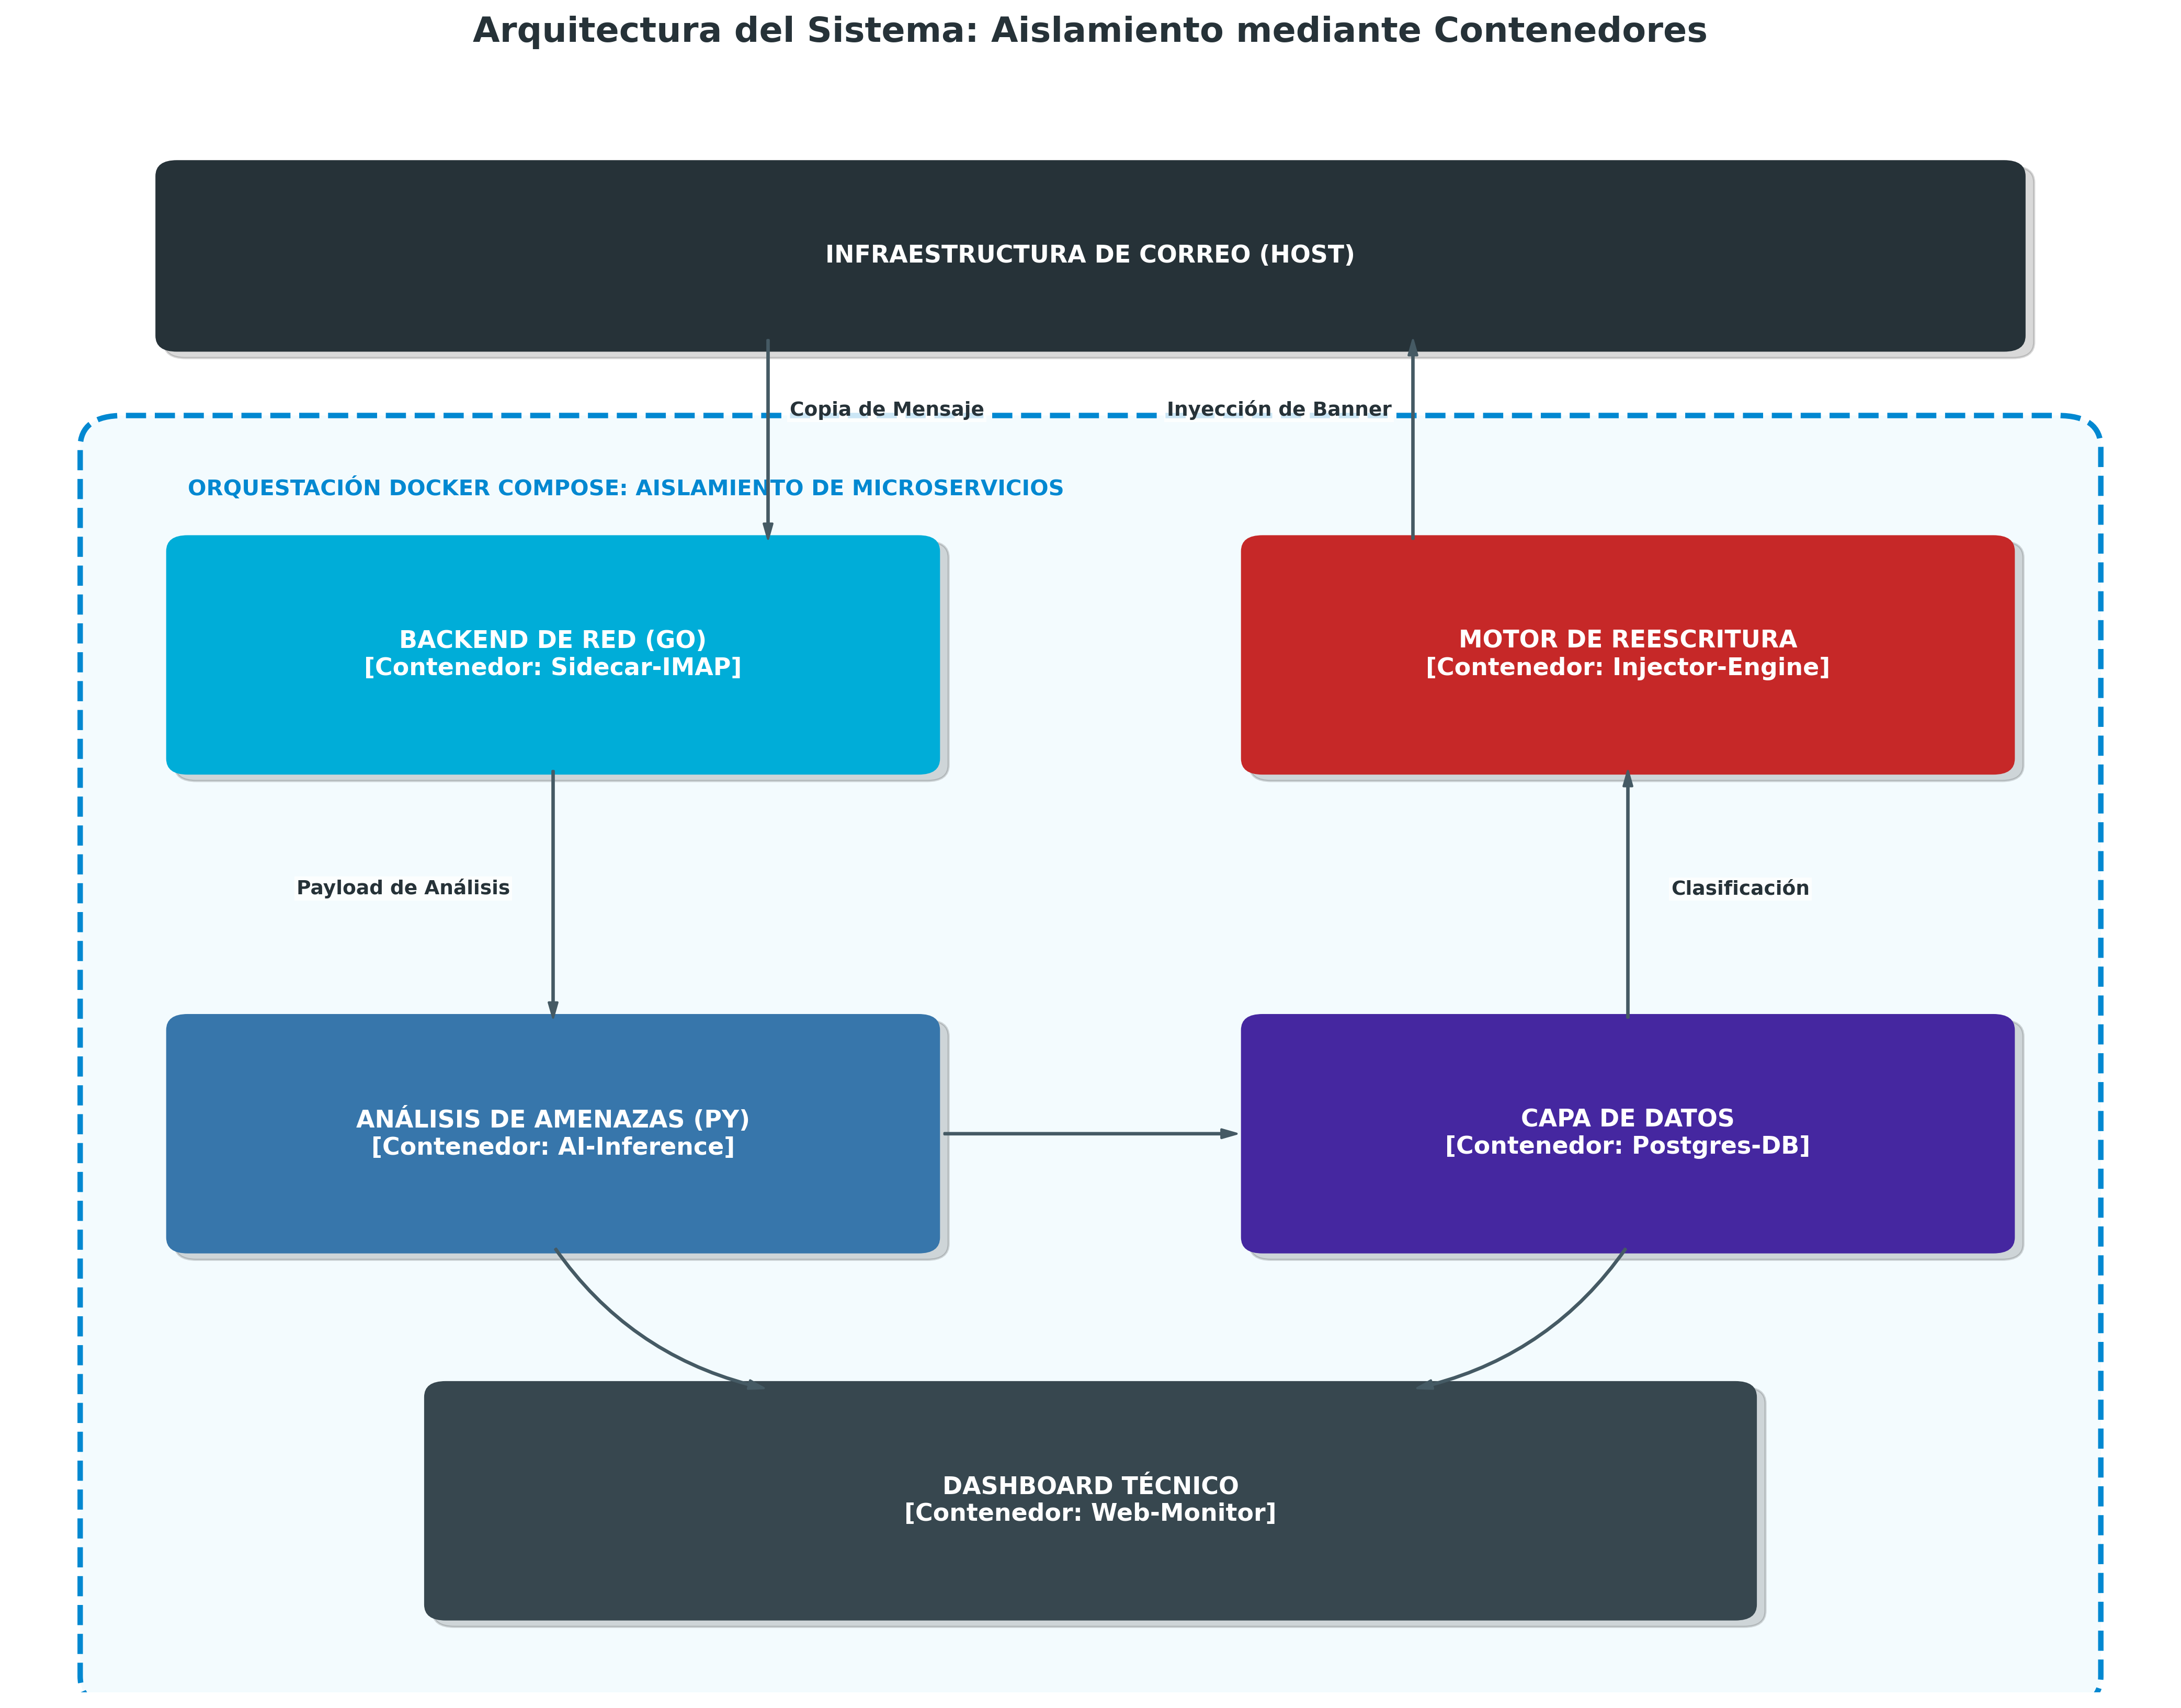 Arquitectura del Sistema: Aislamiento mediante Contenedores
INFRAESTRUCTURA DE CORREO (HOST)
Copia de Mensaje
Inyección de Banner
ORQUESTACIÓN DOCKER COMPOSE: AISLAMIENTO DE MICROSERVICIOS
BACKEND DE RED (GO)
[Contenedor: Sidecar-IMAP]
MOTOR DE REESCRITURA
[Contenedor: Injector-Engine]
Payload de Análisis
Clasificación
ANÁLISIS DE AMENAZAS (PY)
[Contenedor: AI-Inference]
CAPA DE DATOS
[Contenedor: Postgres-DB]
DASHBOARD TÉCNICO
[Contenedor: Web-Monitor]